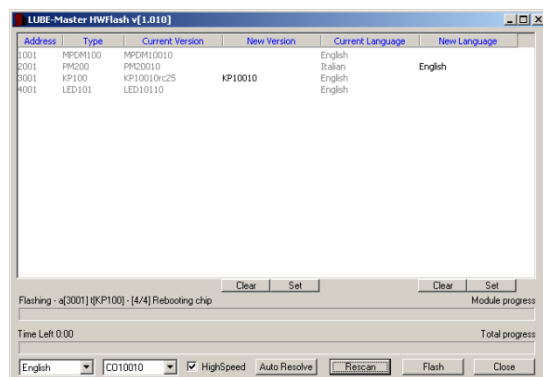 LUBE-Master HWFlash v[1.010]
Address Type Current Version New Version Current Language New Language
1001 MPDM100 MPDM10010 English
2001 PM200 PM20010 Italian English
3001 KP100 KP10010rc25 KP10010 English
4001 LED101 LED10110 English
Clear Set Clear Set
Flashing - a[3001] t[KP100] - [4/4] Rebooting chip Module progress
Time Left 0:00 Total progress
English CO10010 HighSpeed Auto Resolve Rescan Flash Close